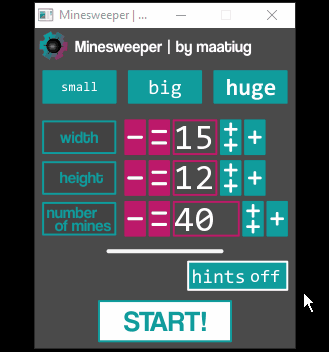 Minesweeper | ...
Minesweeper | by maatiug
small big huge
width - = 15 ‡ +
height - = 12 ‡ +
number
of mines - = 40 ‡ +
hints off
START!